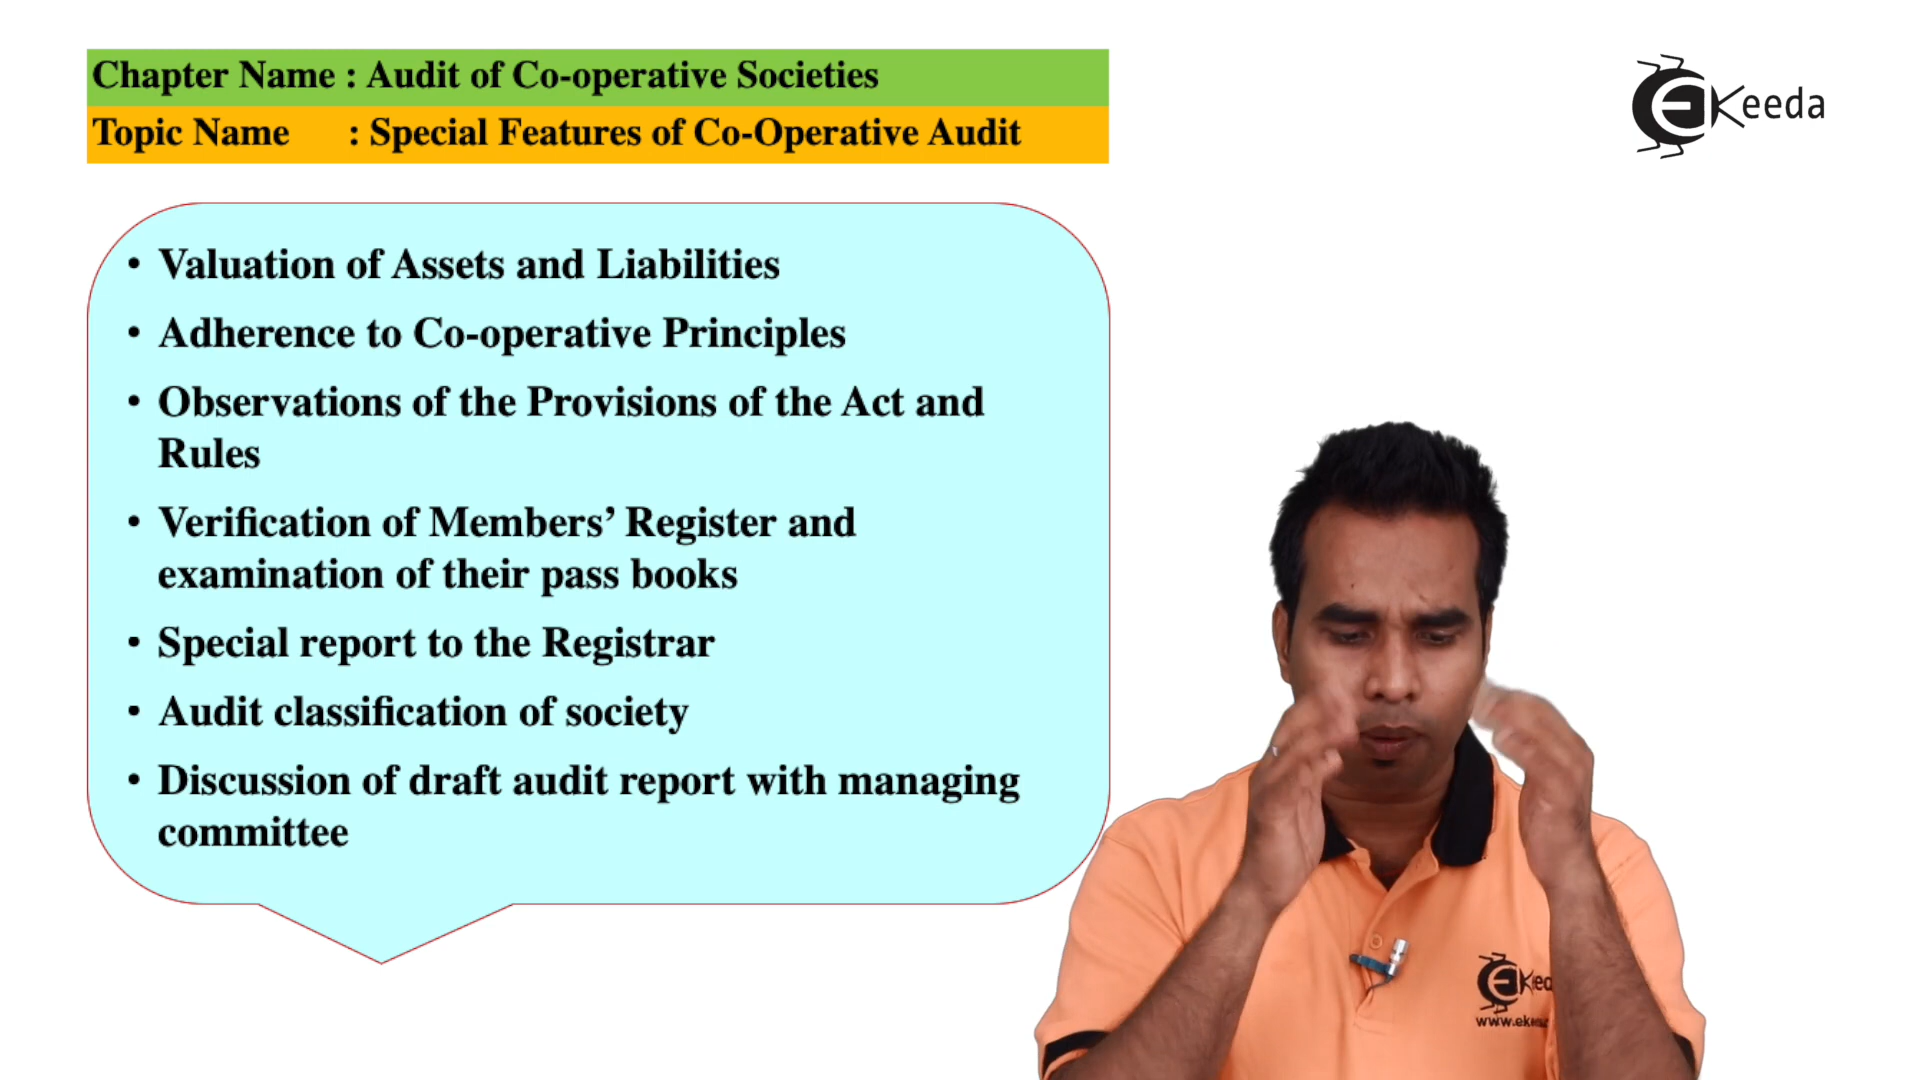 Chapter Name : Audit of Co-operative Societies
Topic Name : Special Features of Co-Operative Audit
EKeeda
• Valuation of Assets and Liabilities
• Adherence to Co-operative Principles
• Observations of the Provisions of the Act and
Rules
• Verification of Members’ Register and
examination of their pass books
• Special report to the Registrar
• Audit classification of society
• Discussion of draft audit report with managing
committee